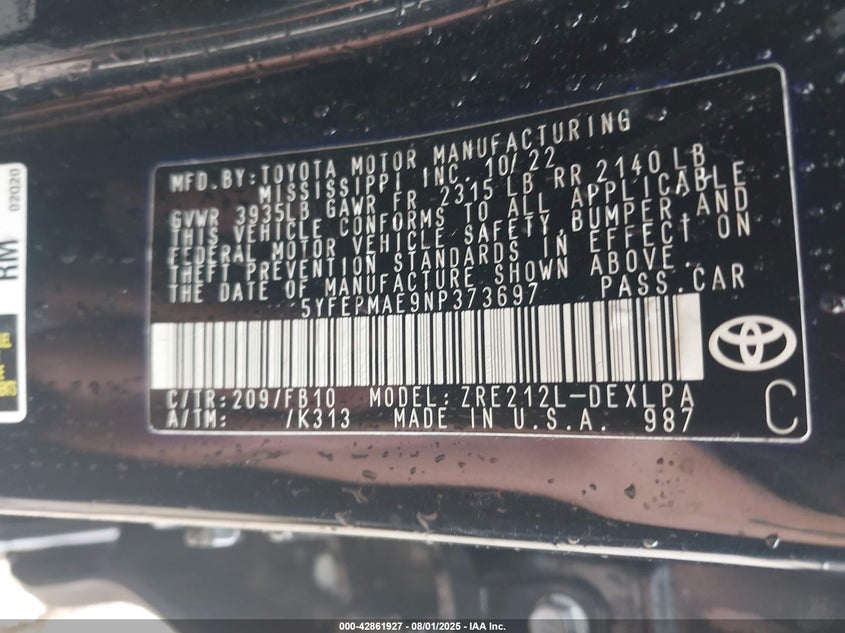 MFD.BY:TOYOTA MOTOR MANUFACTURING
MISSISSIPPI INC. 10/22
GVWR 3935LB GAWR FR 2315 LB RR 2140 LB
THIS VEHICLE CONFORMS TO ALL APPLICABLE
FEDERAL MOTOR VEHICLE SAFETY,BUMPER,AND
THEFT PREVENTION STANDARDS IN EFFECT ON
THE DATE OF MANUFACTURE SHOWN ABOVE.
5YFEPMAE9NP373697 PASS.CAR
C/TR:209/FB10 MODEL:ZRE212L-DEXLPA
A/TM: /K313 MADE IN U.S.A. 987
C
RM
02Q20
000-42861927 - 08/01/2025 - IAA Inc.